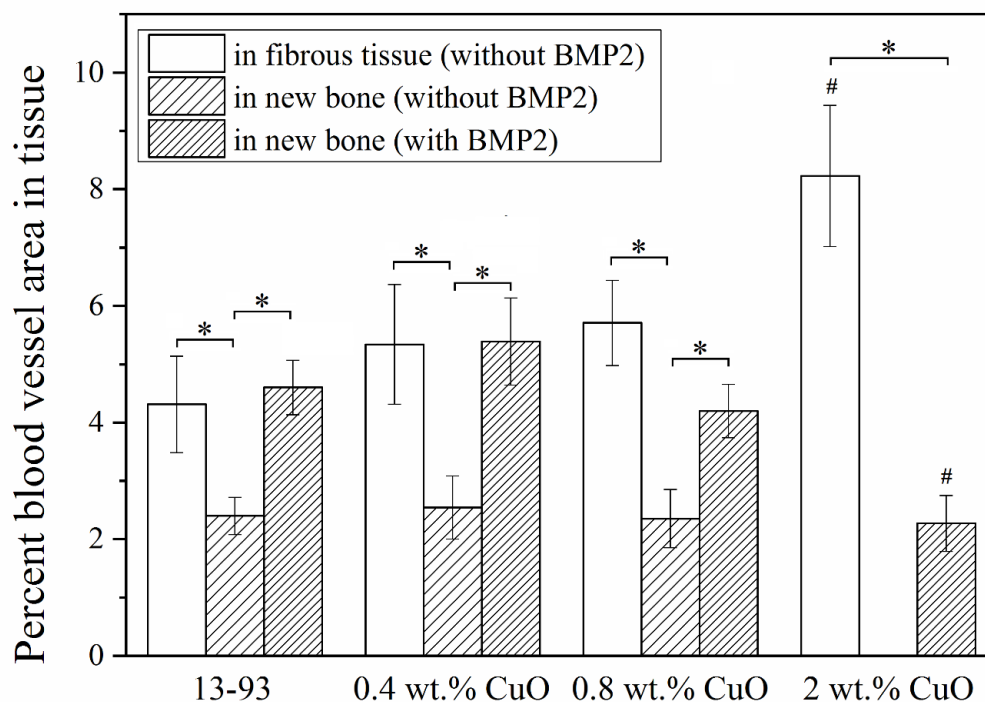 Percent blood vessel area in tissue
10
8
6
4
2
0
in fibrous tissue (without BMP2)
in new bone (without BMP2)
in new bone (with BMP2)
*
*
*
*
*
*
*
#
#
13-93
0.4 wt.% CuO
0.8 wt.% CuO
2 wt.% CuO